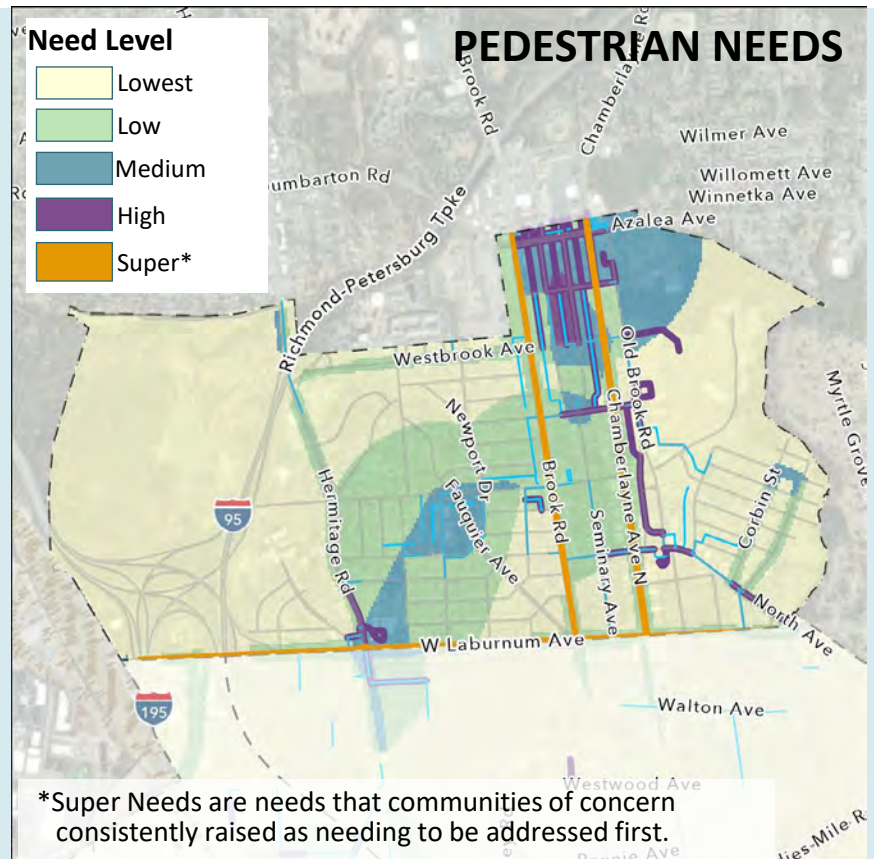 PEDESTRIAN NEEDS
Need Level
Lowest
Low
Medium
High
Super*
Brook Rd
Chamberlayne Rd
Wilmer Ave
Willomett Ave
Winnetka Ave
Azalea Ave
Dumbarton Rd
Richmond-Petersburg Tpke
Westbrook Ave
Old Brook Rd
Newport Dr
Fauquier Ave
Brook Rd
Chamberlayne Ave N
Seminary Ave
Hermitage Rd
95
Corbin St
Myrtle Grove
North Ave
W Laburnum Ave
195
Walton Ave
Westwood Ave
*Super Needs are needs that communities of concern
consistently raised as needing to be addressed first.